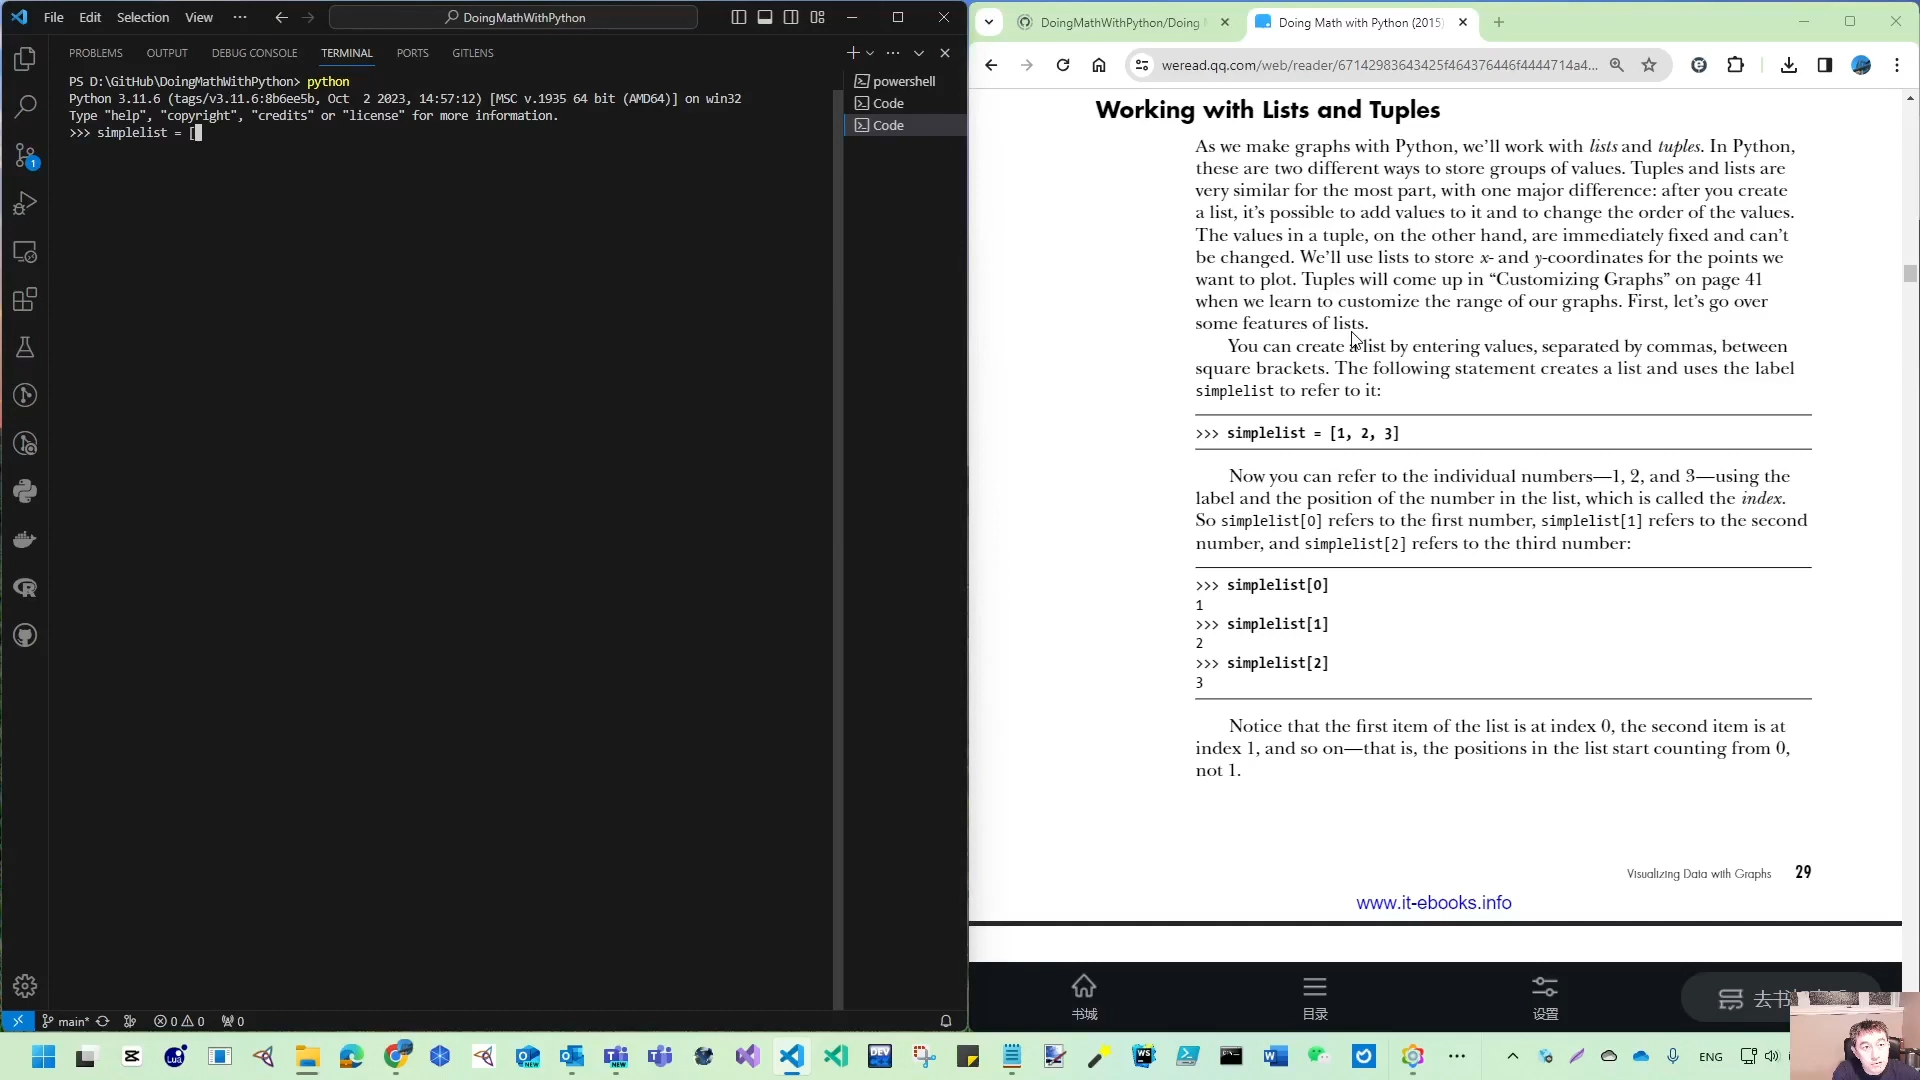 File Edit Selection View ··· DoingMathWithPython
PROBLEMS OUTPUT DEBUG CONSOLE TERMINAL PORTS GITLENS
PS D:\GitHub\DoingMathWithPython> python
Python 3.11.6 (tags/v3.11.6:8b6ee5b, Oct  2 2023, 14:57:12) [MSC v.1935 64 bit (AMD64)] on win32
Type "help", "copyright", "credits" or "license" for more information.
>>> simplelist = [
powershell
Code
Code
1
main* 0 0 0
DoingMathWithPython/Doing
Doing Math with Python (2015)
weread.qq.com/web/reader/67142983643425f464376446f4444714a4...
Working with Lists and Tuples
As we make graphs with Python, we'll work with lists and tuples. In Python,
these are two different ways to store groups of values. Tuples and lists are
very similar for the most part, with one major difference: after you create
a list, it's possible to add values to it and to change the order of the values.
The values in a tuple, on the other hand, are immediately fixed and can't
be changed. We'll use lists to store x- and y-coordinates for the points we
want to plot. Tuples will come up in “Customizing Graphs” on page 41
when we learn to customize the range of our graphs. First, let's go over
some features of lists.
You can create a list by entering values, separated by commas, between
square brackets. The following statement creates a list and uses the label
simplelist to refer to it:
>>> simplelist = [1, 2, 3]
Now you can refer to the individual numbers—1, 2, and 3—using the
label and the position of the number in the list, which is called the index.
So simplelist[0] refers to the first number, simplelist[1] refers to the second
number, and simplelist[2] refers to the third number:
>>> simplelist[0]
1
>>> simplelist[1]
2
>>> simplelist[2]
3
Notice that the first item of the list is at index 0, the second item is at
index 1, and so on—that is, the positions in the list start counting from 0,
not 1.
Visualizing Data with Graphs 29
www.it-ebooks.info
书城 目录 设置 去书
ENG